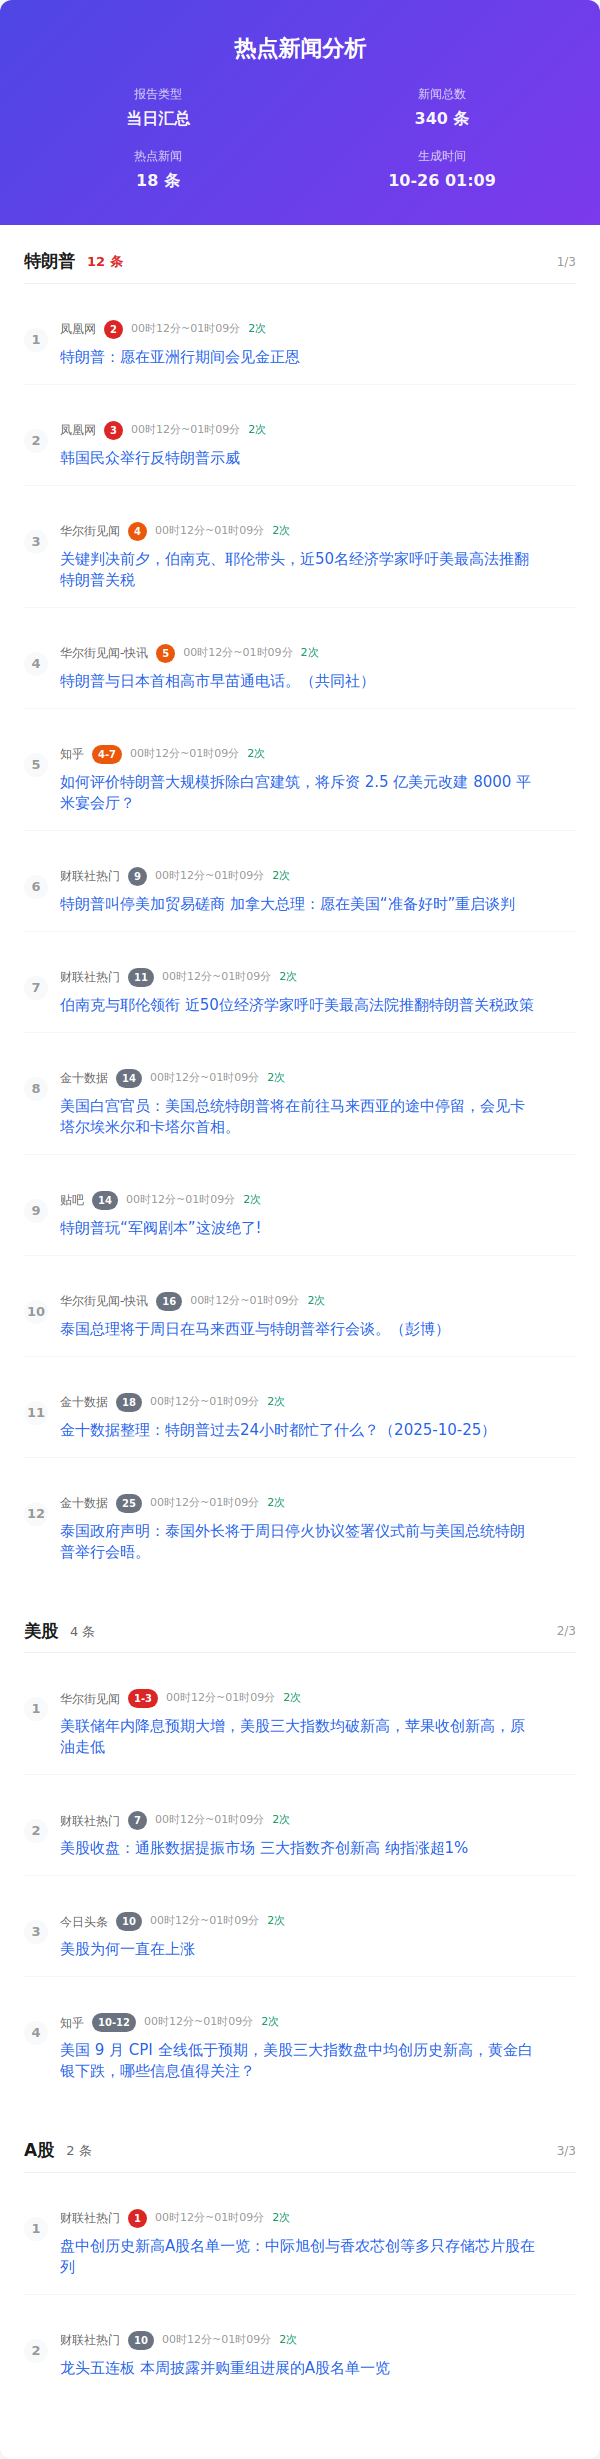 热点新闻分析
报告类型
新闻总数
当日汇总
340 条
热点新闻
生成时间
18 条
10-26 01:09
特朗普 12 条 1/3
1
凤凰网 2 00时12分~01时09分 2次
特朗普：愿在亚洲行期间会见金正恩
2
凤凰网 3 00时12分~01时09分 2次
韩国民众举行反特朗普示威
3
华尔街见闻 4 00时12分~01时09分 2次
关键判决前夕，伯南克、耶伦带头，近50名经济学家呼吁美最高法推翻
特朗普关税
4
华尔街见闻-快讯 5 00时12分~01时09分 2次
特朗普与日本首相高市早苗通电话。（共同社）
5
知乎 4-7 00时12分~01时09分 2次
如何评价特朗普大规模拆除白宫建筑，将斥资 2.5 亿美元改建 8000 平
米宴会厅？
6
财联社热门 9 00时12分~01时09分 2次
特朗普叫停美加贸易磋商 加拿大总理：愿在美国“准备好时”重启谈判
7
财联社热门 11 00时12分~01时09分 2次
伯南克与耶伦领衔 近50位经济学家呼吁美最高法院推翻特朗普关税政策
8
金十数据 14 00时12分~01时09分 2次
美国白宫官员：美国总统特朗普将在前往马来西亚的途中停留，会见卡
塔尔埃米尔和卡塔尔首相。
9
贴吧 14 00时12分~01时09分 2次
特朗普玩“军阀剧本”这波绝了!
10
华尔街见闻-快讯 16 00时12分~01时09分 2次
泰国总理将于周日在马来西亚与特朗普举行会谈。（彭博）
11
金十数据 18 00时12分~01时09分 2次
金十数据整理：特朗普过去24小时都忙了什么？（2025-10-25）
12
金十数据 25 00时12分~01时09分 2次
泰国政府声明：泰国外长将于周日停火协议签署仪式前与美国总统特朗
普举行会晤。
美股 4 条 2/3
1
华尔街见闻 1-3 00时12分~01时09分 2次
美联储年内降息预期大增，美股三大指数均破新高，苹果收创新高，原
油走低
2
财联社热门 7 00时12分~01时09分 2次
美股收盘：通胀数据提振市场 三大指数齐创新高 纳指涨超1%
3
今日头条 10 00时12分~01时09分 2次
美股为何一直在上涨
4
知乎 10-12 00时12分~01时09分 2次
美国 9 月 CPI 全线低于预期，美股三大指数盘中均创历史新高，黄金白
银下跌，哪些信息值得关注？
A股 2 条 3/3
1
财联社热门 1 00时12分~01时09分 2次
盘中创历史新高A股名单一览：中际旭创与香农芯创等多只存储芯片股在
列
2
财联社热门 10 00时12分~01时09分 2次
龙头五连板 本周披露并购重组进展的A股名单一览